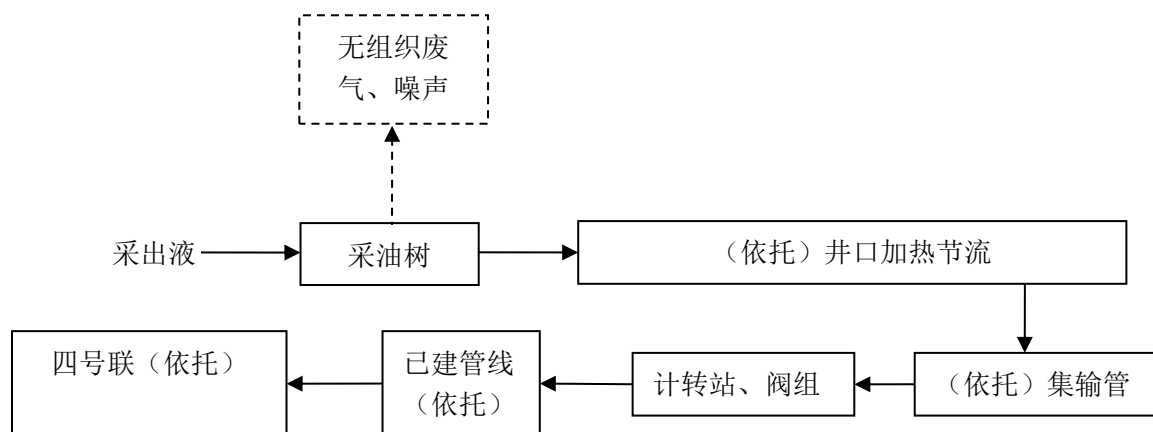 无组织废
气、噪声
采出液
采油树
（依托）井口加热节流
四号联（依托）
已建管线
（依托）
计转站、阀组
（依托）集输管